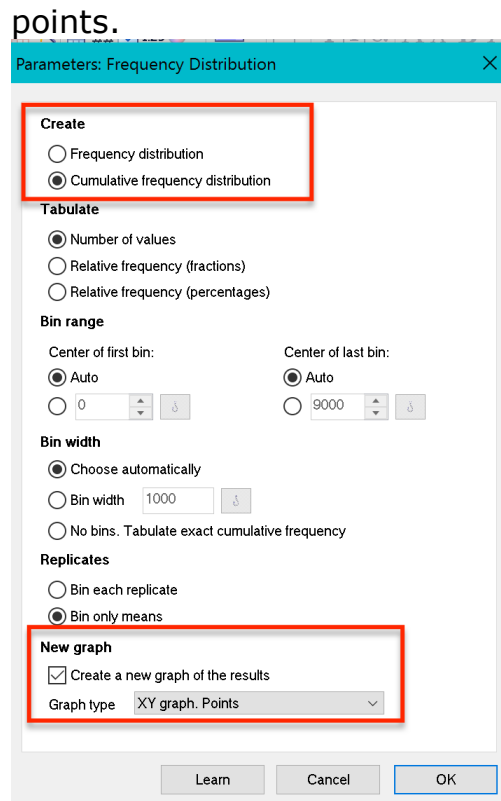 points.
Parameters: Frequency Distribution
Create
Frequency distribution
Cumulative frequency distribution
Tabulate
Number of values
Relative frequency (fractions)
Relative frequency (percentages)
Bin range
Center of first bin: Center of last bin:
Auto Auto
0 9000
Bin width
Choose automatically
Bin width 1000
No bins. Tabulate exact cumulative frequency
Replicates
Bin each replicate
Bin only means
New graph
Create a new graph of the results
Graph type XY graph. Points
Learn Cancel OK